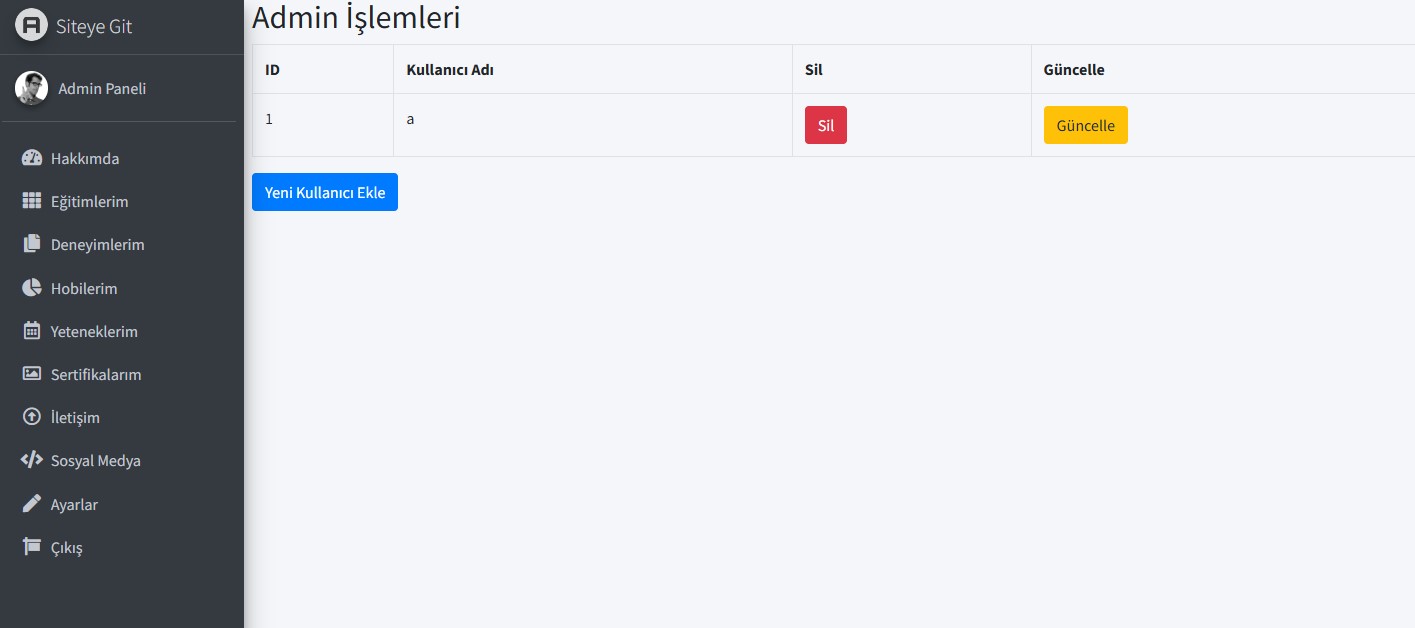 Siteye Git
Admin Paneli
Hakkımda
Eğitimlerim
Deneyimlerim
Hobilerim
Yeteneklerim
Sertifikalarım
İletişim
Sosyal Medya
Ayarlar
Çıkış
Admin İşlemleri
ID Kullanıcı Adı Sil Güncelle
1 a Sil Güncelle
Yeni Kullanıcı Ekle